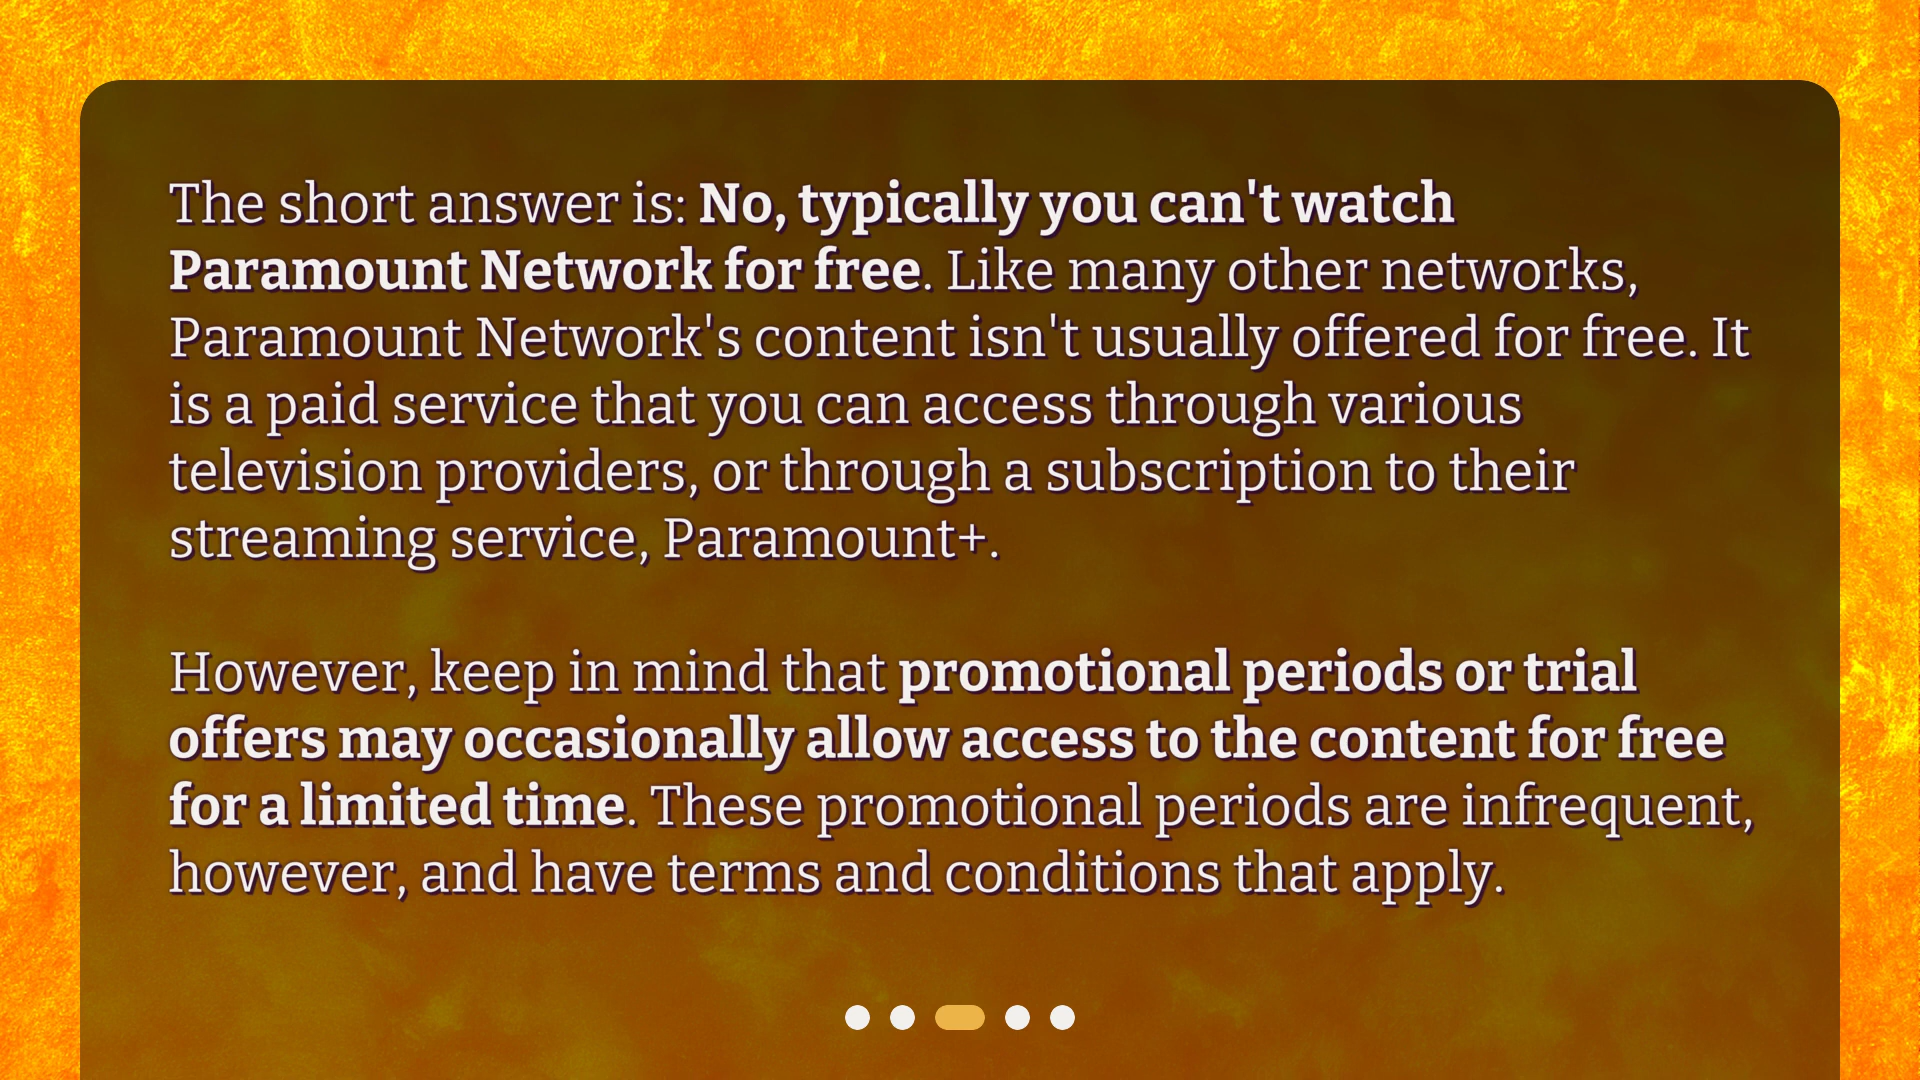 The short answer is: No, typically you can't watch
Paramount Network for free. Like many other networks,
Paramount Network's content isn't usually offered for free. It
is a paid service that you can access through various
television providers, or through a subscription to their
streaming service, Paramount+.
However, keep in mind that promotional periods or trial
offers may occasionally allow access to the content for free
for a limited time. These promotional periods are infrequent,
however, and have terms and conditions that apply.